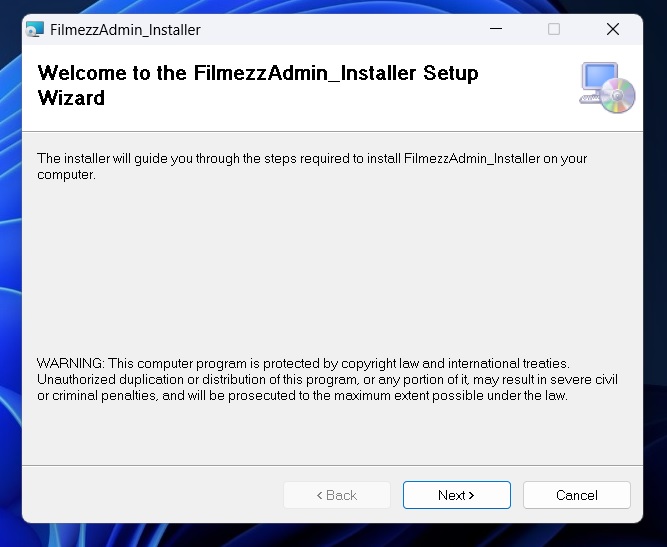 FilmezzAdmin_Installer
Welcome to the FilmezzAdmin_Installer Setup
Wizard
The installer will guide you through the steps required to install FilmezzAdmin_Installer on your
computer.
WARNING: This computer program is protected by copyright law and international treaties.
Unauthorized duplication or distribution of this program, or any portion of it, may result in severe civil
or criminal penalties, and will be prosecuted to the maximum extent possible under the law.
< Back
Next >
Cancel